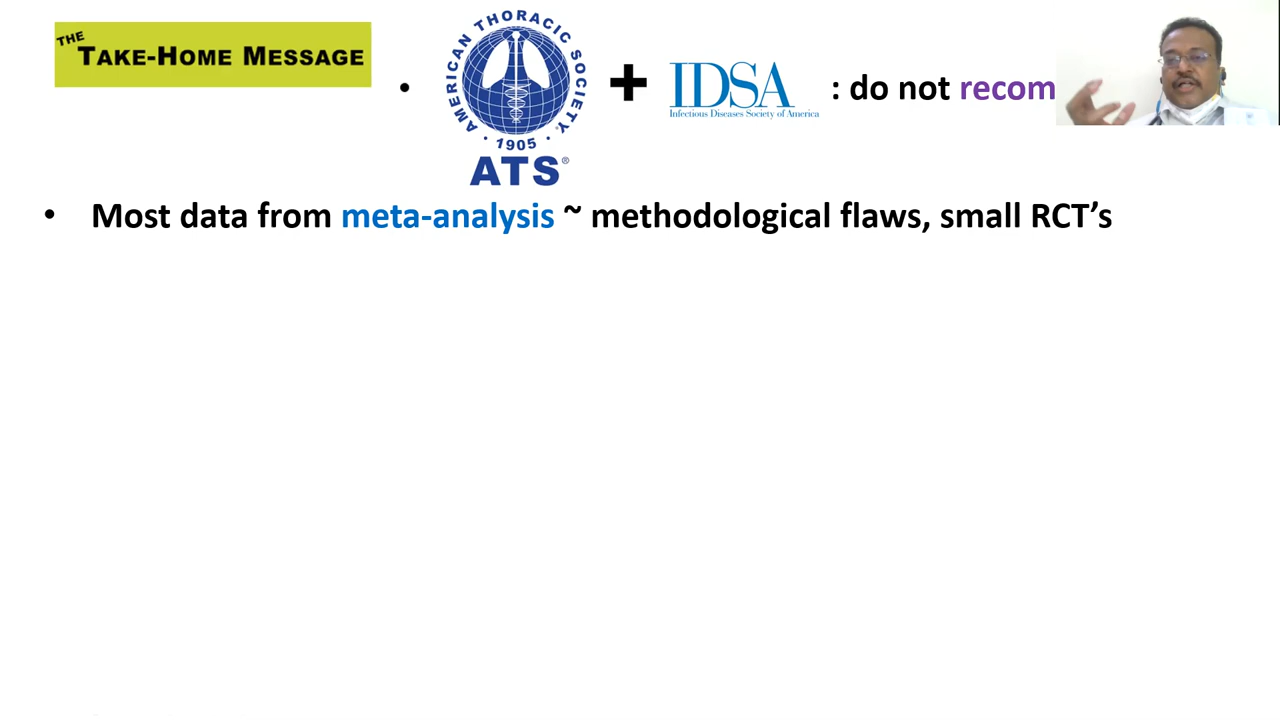 THE TAKE-HOME MESSAGE
• AMERICAN THORACIC SOCIETY • 1905 • ATS® + IDSA Infectious Diseases Society of America : do not recom
• Most data from meta-analysis ~ methodological flaws, small RCT’s